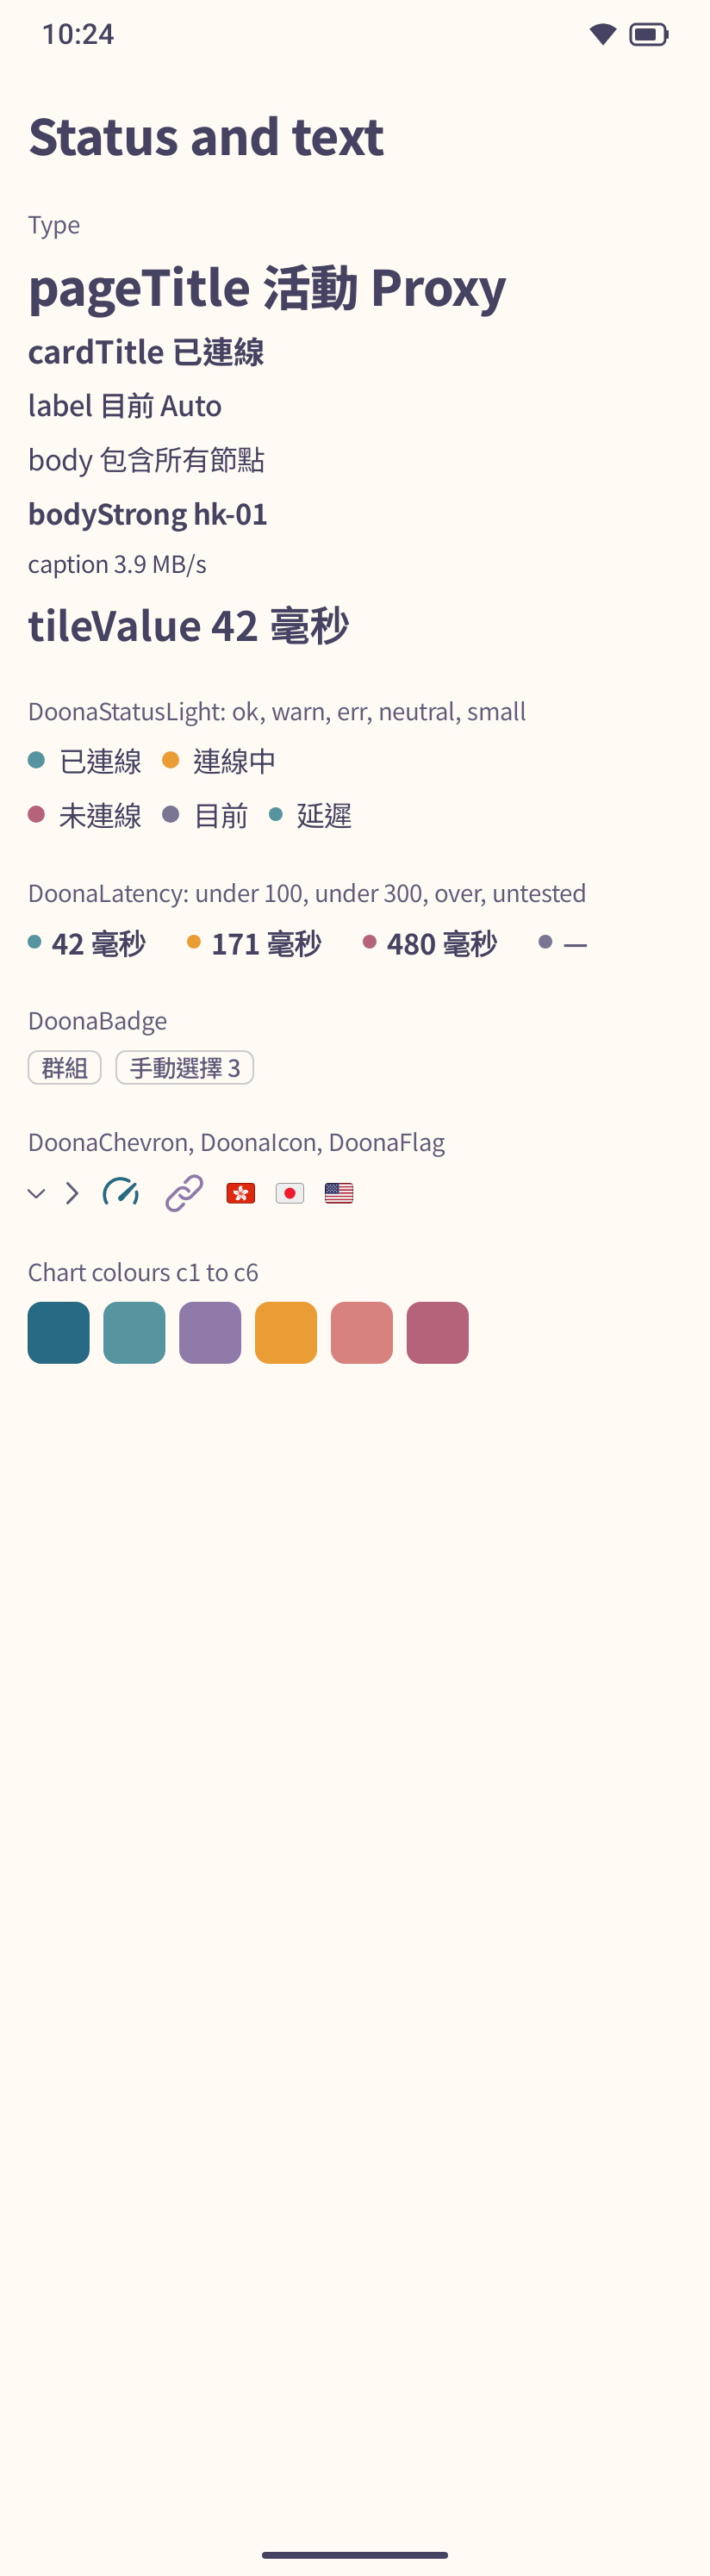 10:24
Status and text
Type
pageTitle 活動 Proxy
cardTitle 已連線
label 目前 Auto
body 包含所有節點
bodyStrong hk-01
caption 3.9 MB/s
tileValue 42 毫秒
DoonaStatusLight: ok, warn, err, neutral, small
已連線 連線中
未連線 目前 延遲
DoonaLatency: under 100, under 300, over, untested
42 毫秒 171 毫秒 480 毫秒 —
DoonaBadge
群組 手動選擇 3
DoonaChevron, DoonaIcon, DoonaFlag
Chart colours c1 to c6